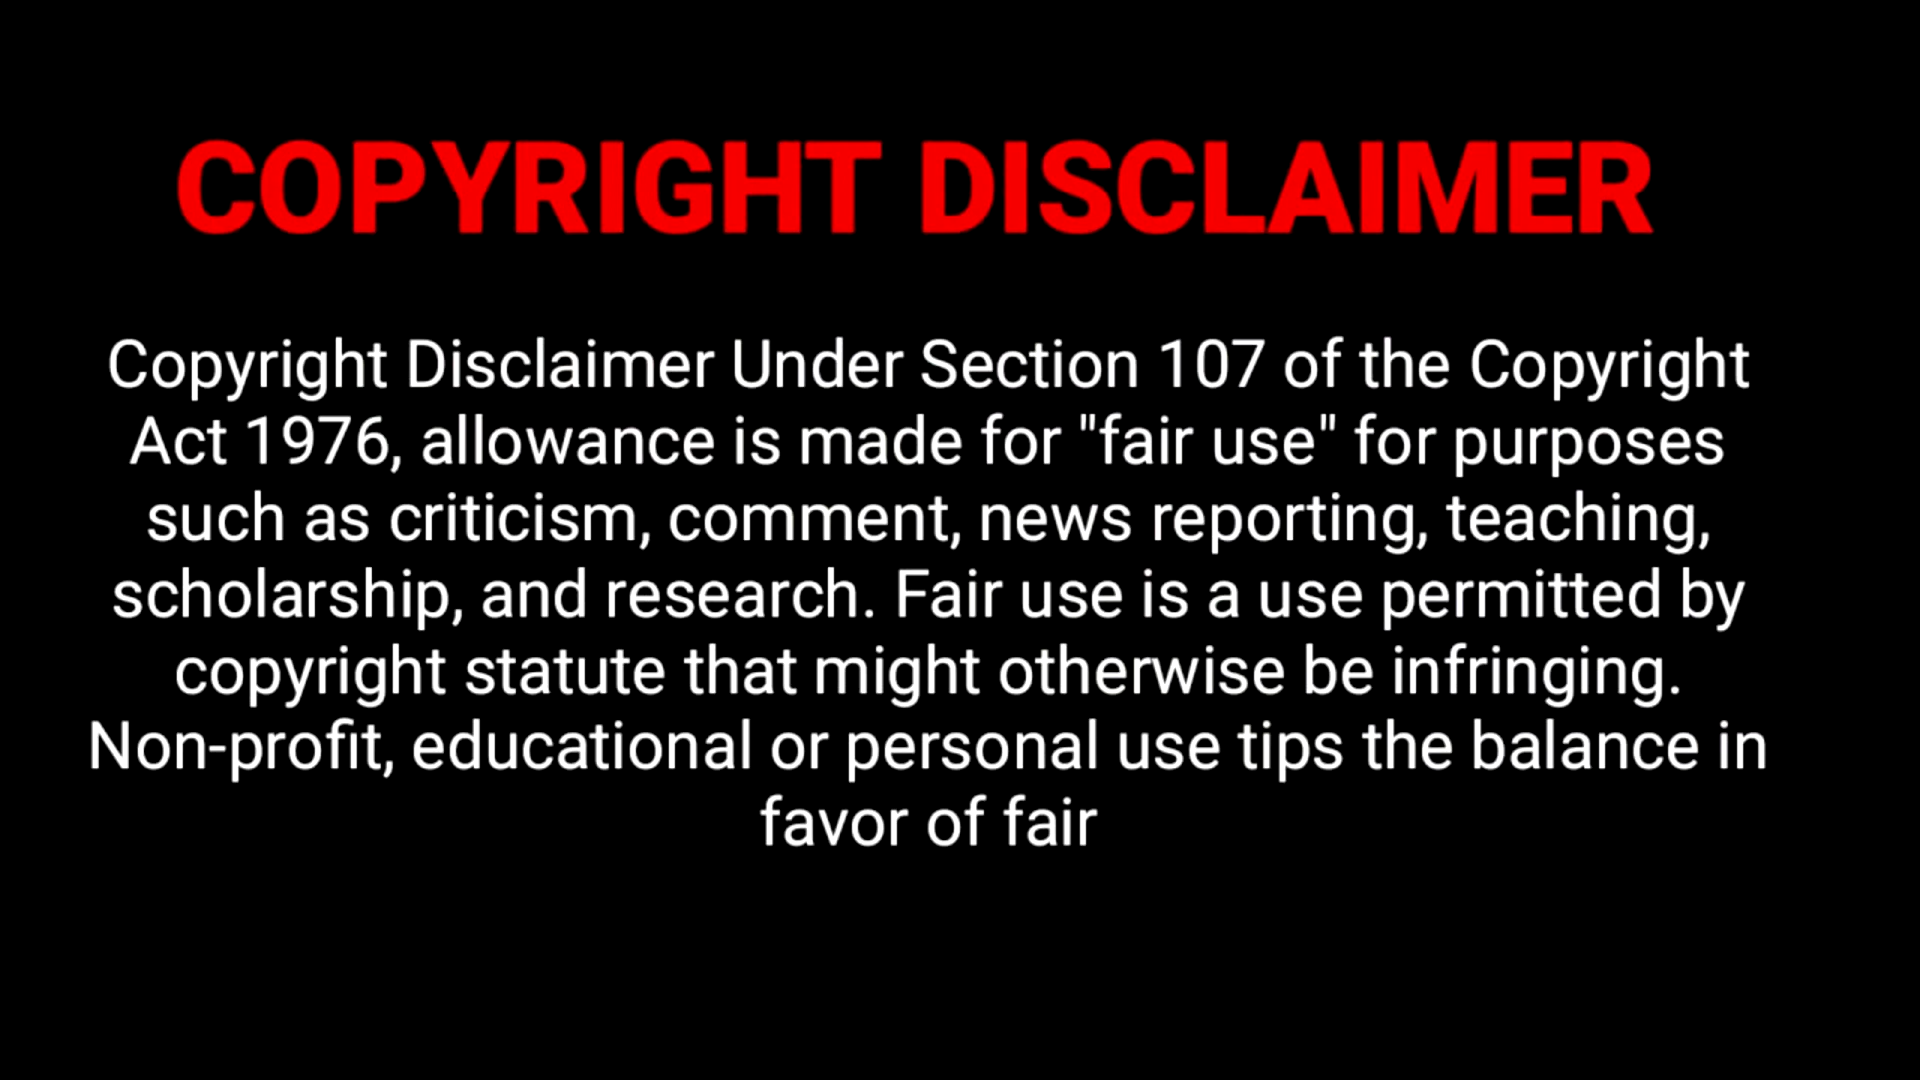 COPYRIGHT DISCLAIMER
Copyright Disclaimer Under Section 107 of the Copyright
Act 1976, allowance is made for "fair use" for purposes
such as criticism, comment, news reporting, teaching,
scholarship, and research. Fair use is a use permitted by
copyright statute that might otherwise be infringing.
Non-profit, educational or personal use tips the balance in
favor of fair